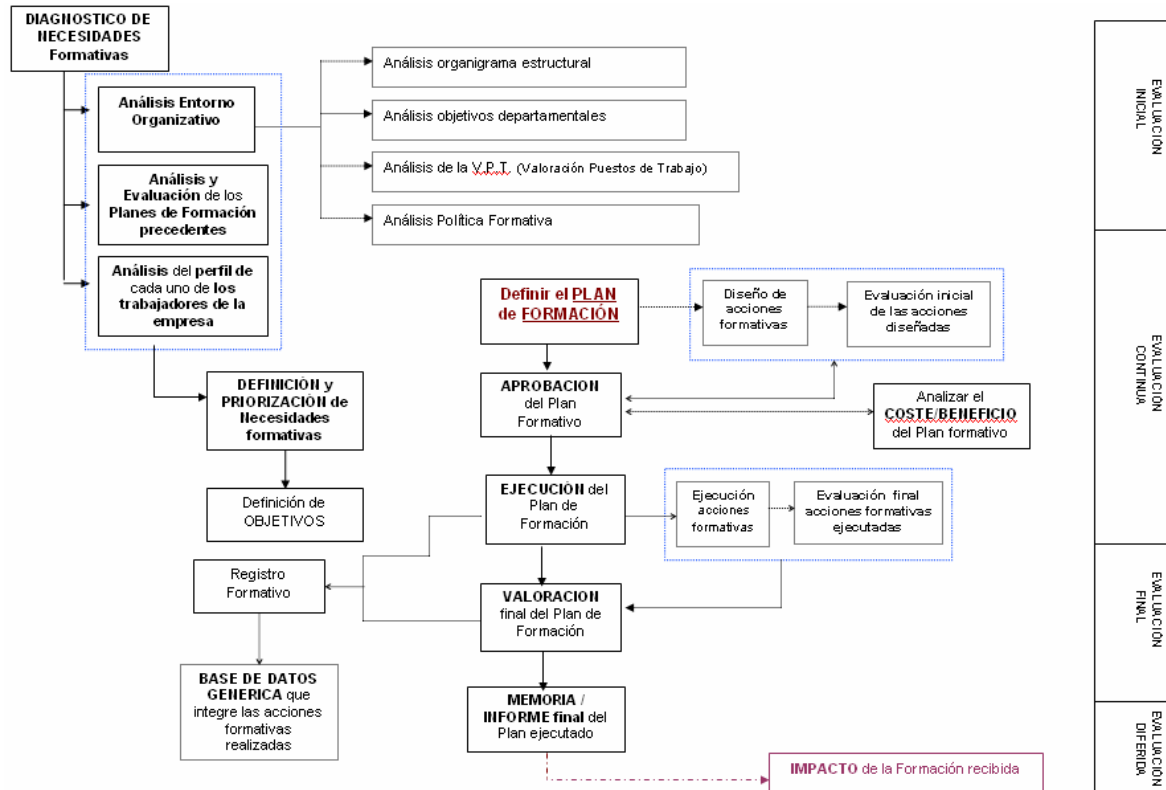 DIAGNOSTICO DE
NECESIDADES
Formativas
Análisis Entorno
Organizativo
Análisis y
Evaluación de los
Planes de Formación
precedentes
Análisis del perfil de
cada uno de los
trabajadores de la
empresa
Análisis organigrama estructural
Análisis objetivos departamentales
Análisis de la V.P.T. (Valoración Puestos de Trabajo)
Análisis Política Formativa
DEFINICIÓN y
PRIORIZACIÓN de
Necesidades
formativas
Definición de
OBJETIVOS
Definir el PLAN
de FORMACIÓN
Diseño de
acciones
formativas
Evaluación inicial
de las acciones
diseñadas
APROBACION
del Plan
Formativo
Analizar el
COSTE/BENEFICIO
del Plan formativo
EJECUCIÓN del
Plan de
Formación
Ejecución
acciones
formativas
Evaluación final
acciones formativas
ejecutadas
Registro
Formativo
VALORACION
final del Plan de
Formación
BASE DE DATOS
GENERICA que
integre las acciones
formativas
realizadas
MEMORIA /
INFORME final del
Plan ejecutado
IMPACTO de la Formación recibida
EVALUACIÓN
INICIAL
EVALUACIÓN
CONTINUA
EVALUACIÓN
FINAL
EVALUACIÓN
DIFERIDA